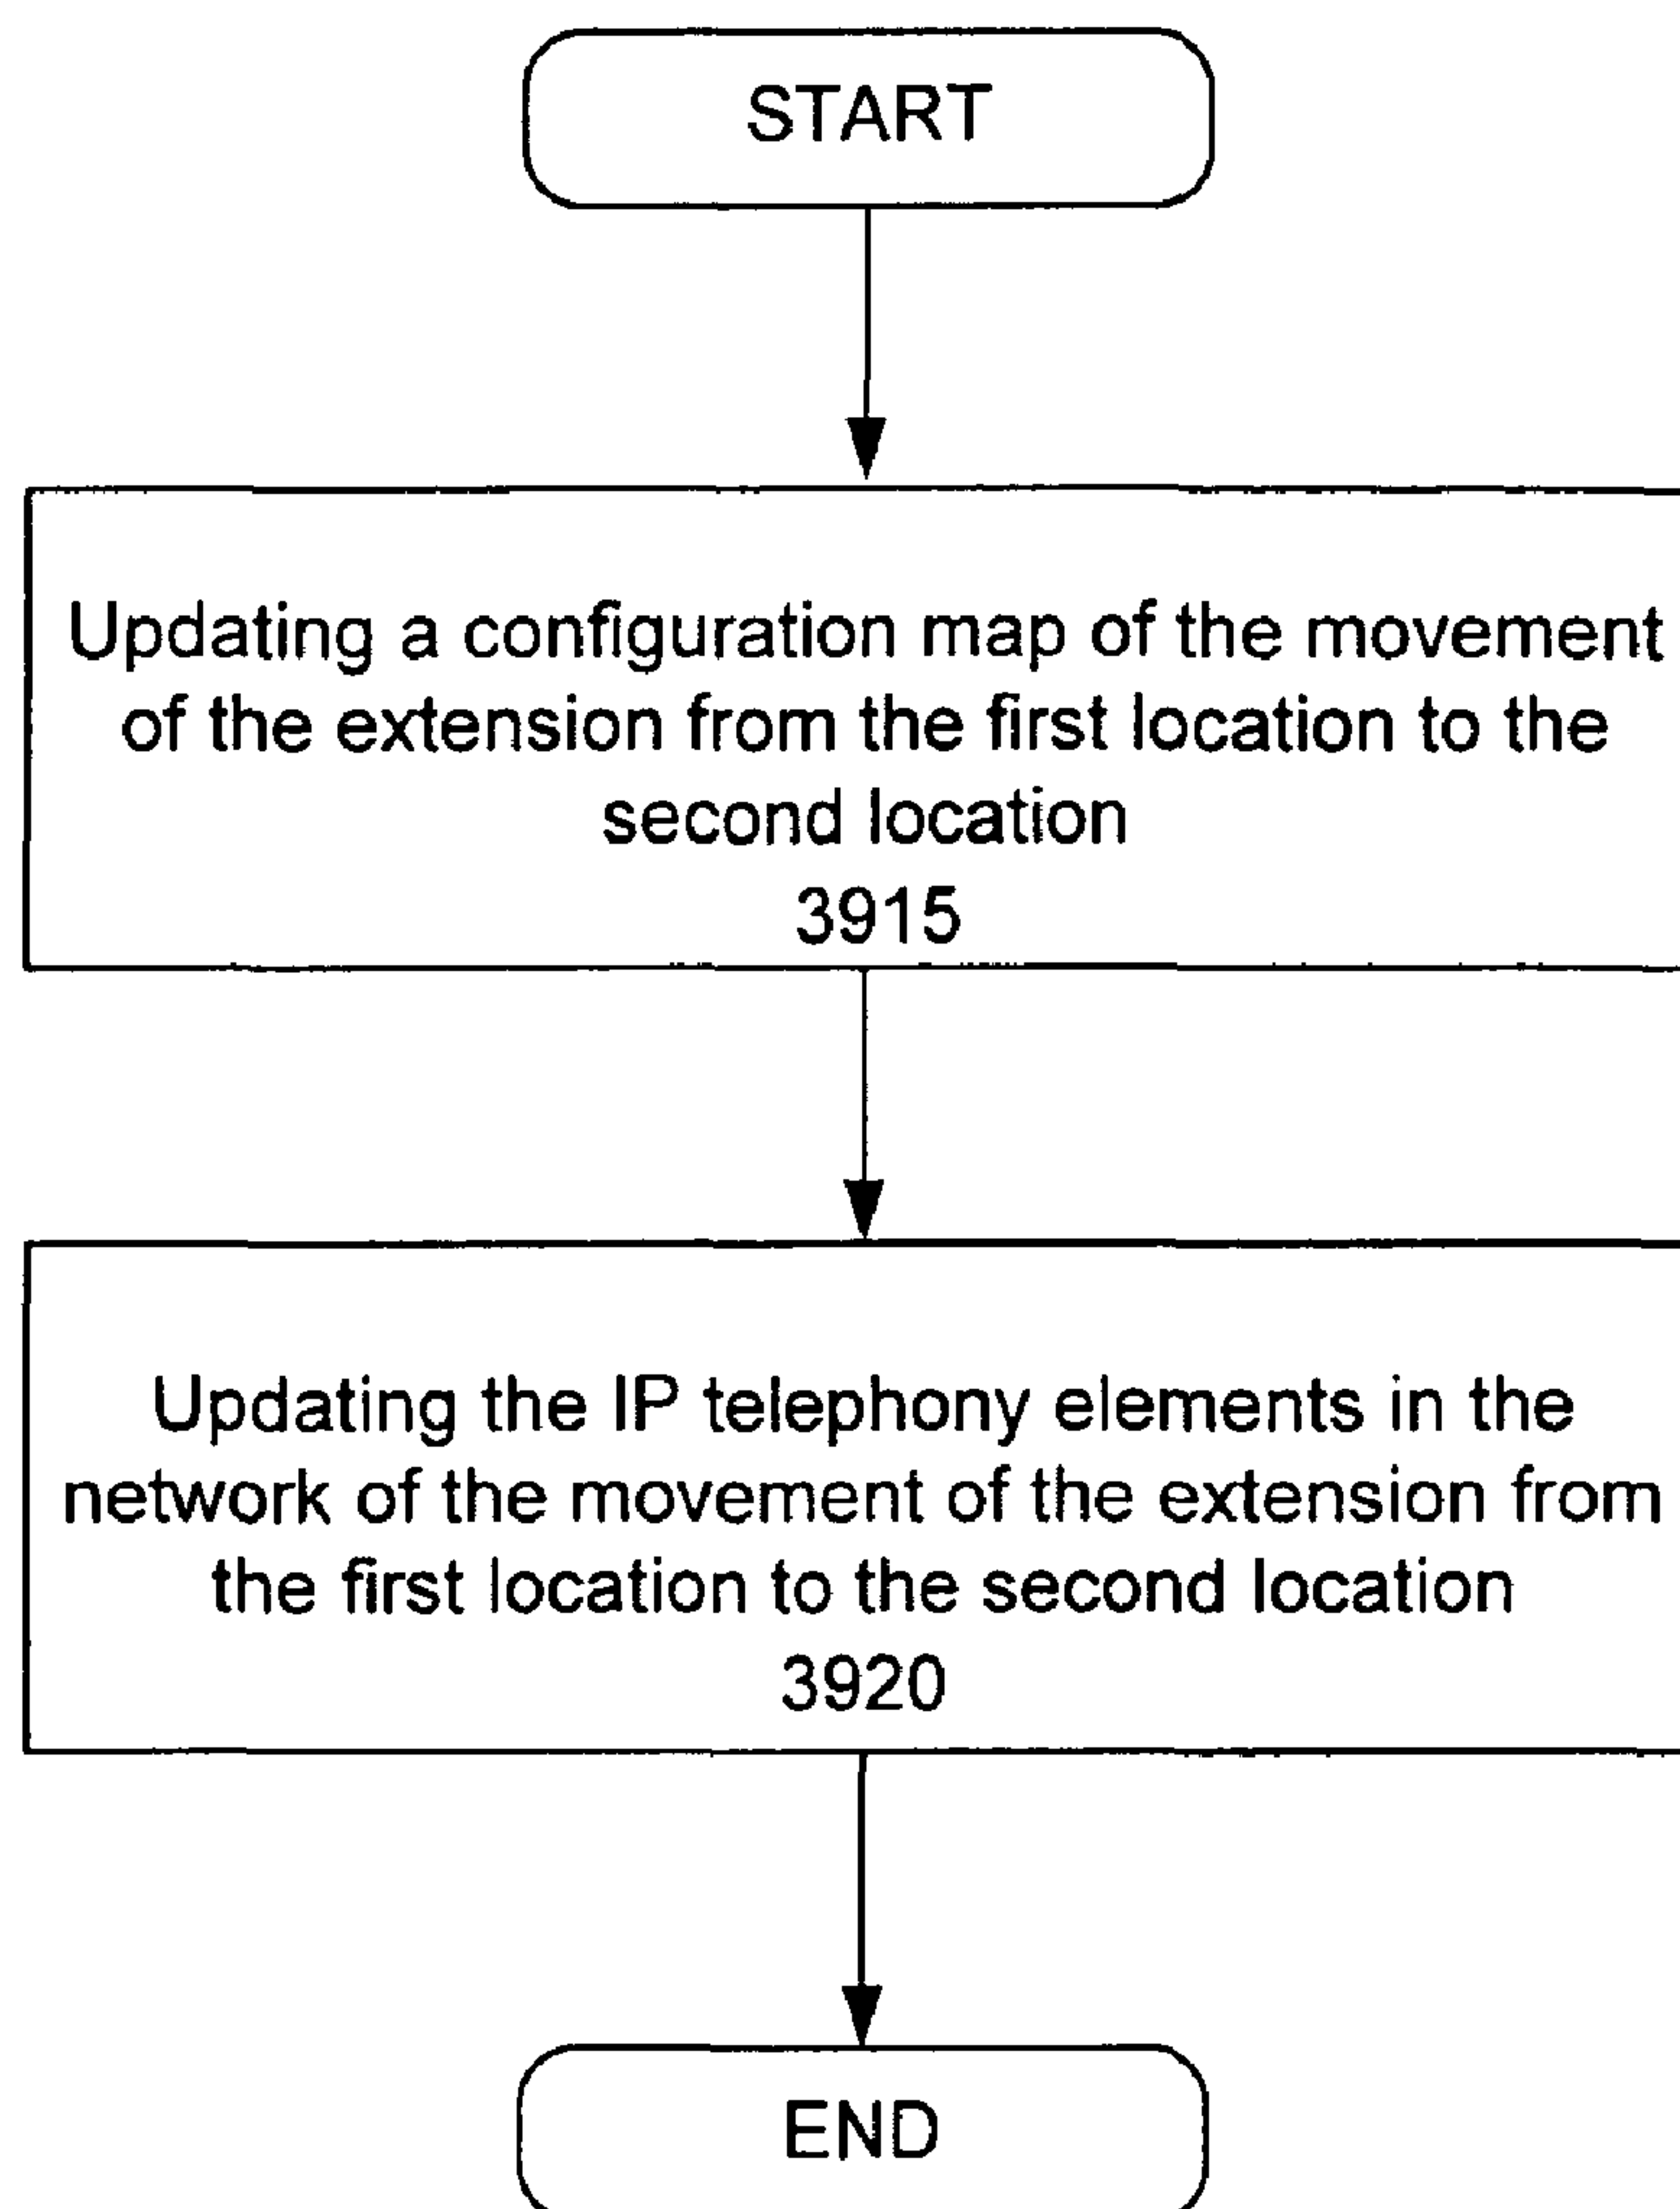 START
Updating a configuration map of the movement
of the extension from the first location to the
second location
3915
Updating the IP telephony elements in the
network of the movement of the extension from
the first location to the second location
3920
END